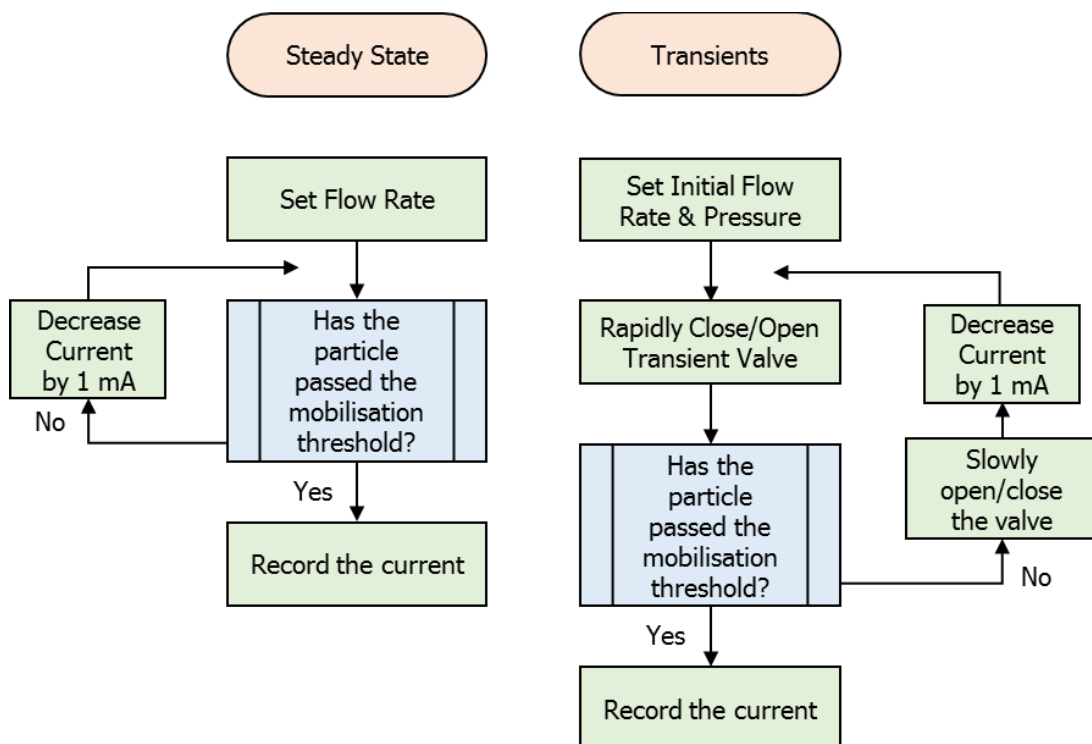 Steady State
Set Flow Rate
Decrease
Current
by 1 mA
No
Has the
particle
passed the
mobilisation
threshold?
Yes
Record the current
Transients
Set Initial Flow
Rate & Pressure
Rapidly Close/Open
Transient Valve
Decrease
Current
by 1 mA
Slowly
open/close
the valve
No
Has the
particle
passed the
mobilisation
threshold?
Yes
Record the current